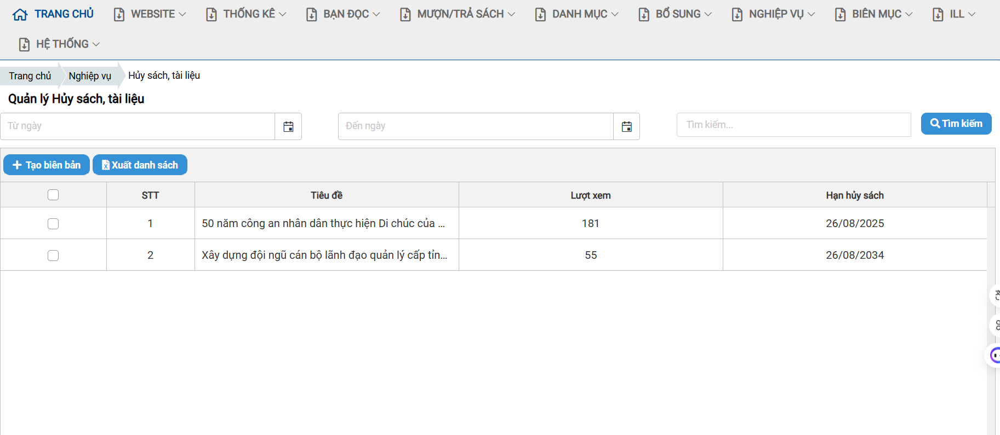 TRANG CHỦ WEBSITE THỐNG KÊ BẠN ĐỌC MƯỢN/TRẢ SÁCH DANH MỤC BỔ SUNG NGHIỆP VỤ BIÊN MỤC ILL
HỆ THỐNG
Trang chủ Nghiệp vụ Hủy sách, tài liệu
Quản lý Hủy sách, tài liệu
Từ ngày Đến ngày Tìm kiếm... Tìm kiếm
Tạo biên bản Xuất danh sách
STT Tiêu đề Lượt xem Hạn hủy sách
1 50 năm công an nhân dân thực hiện Di chúc của ... 181 26/08/2025
2 Xây dựng đội ngũ cán bộ lãnh đạo quản lý cấp tỉn... 55 26/08/2034